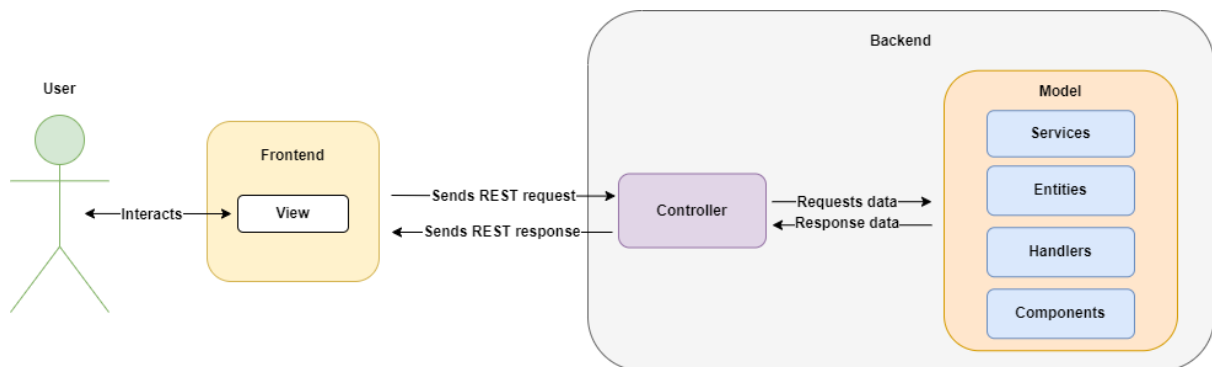 Backend
User
Model
Services
Frontend
Entities
Sends REST request
Requests data
View
Interacts
Controller
Response data
Sends REST response
Handlers
Components